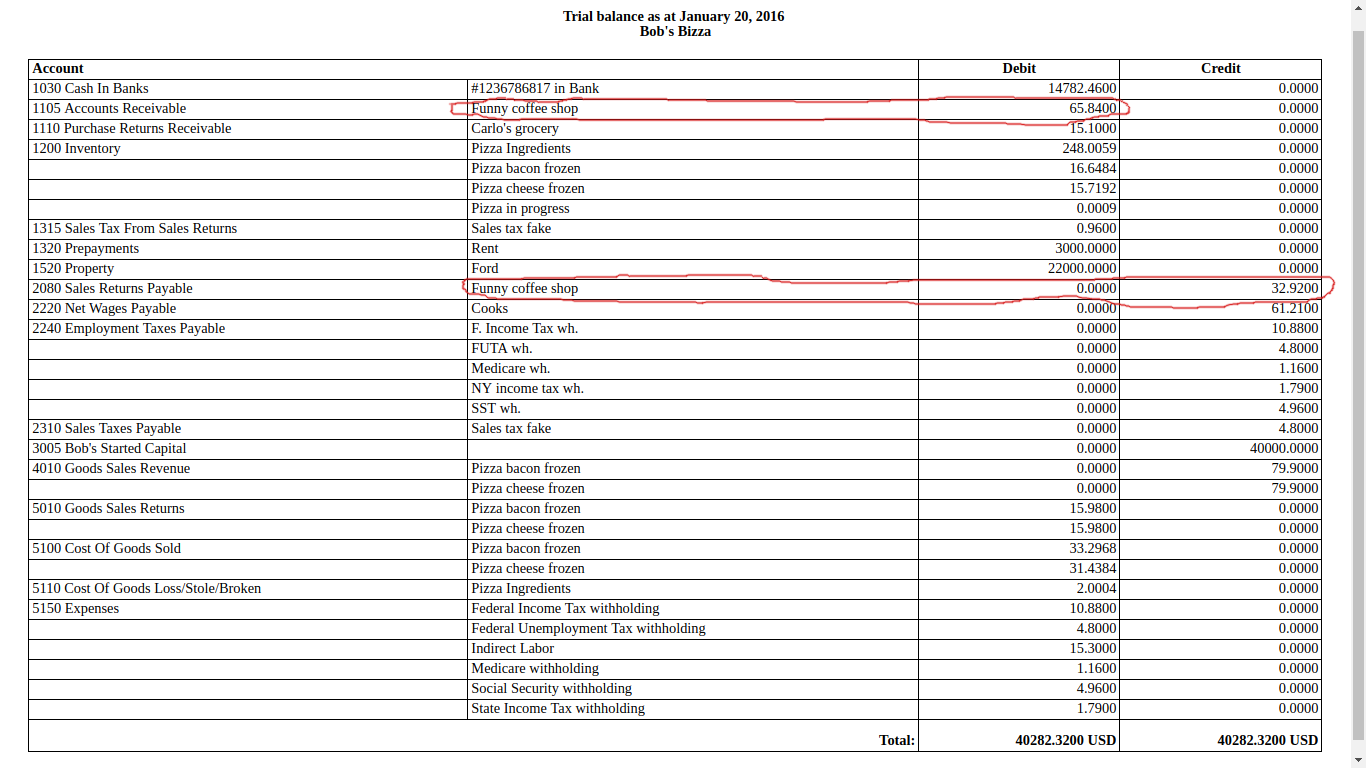 Trial balance as at January 20, 2016
Bob's Bizza
Account Debit Credit
1030 Cash In Banks #1236786817 in Bank 14782.4600 0.0000
1105 Accounts Receivable Funny coffee shop 65.8400 0.0000
1110 Purchase Returns Receivable Carlo's grocery 15.1000 0.0000
1200 Inventory Pizza Ingredients 248.0059 0.0000
Pizza bacon frozen 16.6484 0.0000
Pizza cheese frozen 15.7192 0.0000
Pizza in progress 0.0009 0.0000
1315 Sales Tax From Sales Returns Sales tax fake 0.9600 0.0000
1320 Prepayments Rent 3000.0000 0.0000
1520 Property Ford 22000.0000 0.0000
2080 Sales Returns Payable Funny coffee shop 0.0000 32.9200
2220 Net Wages Payable Cooks 0.0000 61.2100
2240 Employment Taxes Payable F. Income Tax wh. 0.0000 10.8800
FUTA wh. 0.0000 4.8000
Medicare wh. 0.0000 1.1600
NY income tax wh. 0.0000 1.7900
SST wh. 0.0000 4.9600
2310 Sales Taxes Payable Sales tax fake 0.0000 4.8000
3005 Bob's Started Capital 0.0000 40000.0000
4010 Goods Sales Revenue Pizza bacon frozen 0.0000 79.9000
Pizza cheese frozen 0.0000 79.9000
5010 Goods Sales Returns Pizza bacon frozen 15.9800 0.0000
Pizza cheese frozen 15.9800 0.0000
5100 Cost Of Goods Sold Pizza bacon frozen 33.2968 0.0000
Pizza cheese frozen 31.4384 0.0000
5110 Cost Of Goods Loss/Stole/Broken Pizza Ingredients 2.0004 0.0000
5150 Expenses Federal Income Tax withholding 10.8800 0.0000
Federal Unemployment Tax withholding 4.8000 0.0000
Indirect Labor 15.3000 0.0000
Medicare withholding 1.1600 0.0000
Social Security withholding 4.9600 0.0000
State Income Tax withholding 1.7900 0.0000
Total: 40282.3200 USD 40282.3200 USD